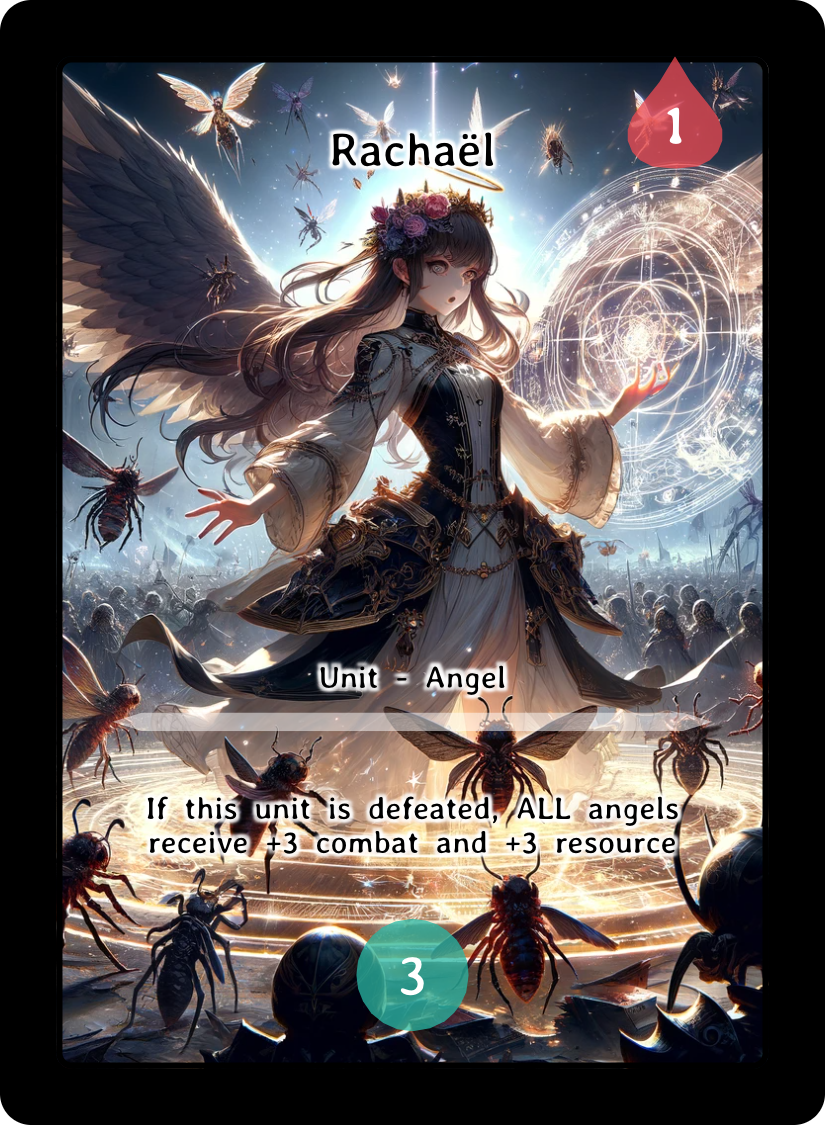 Rachaël
1
Unit - Angel
If this unit is defeated, ALL angels
receive +3 combat and +3 resource
3